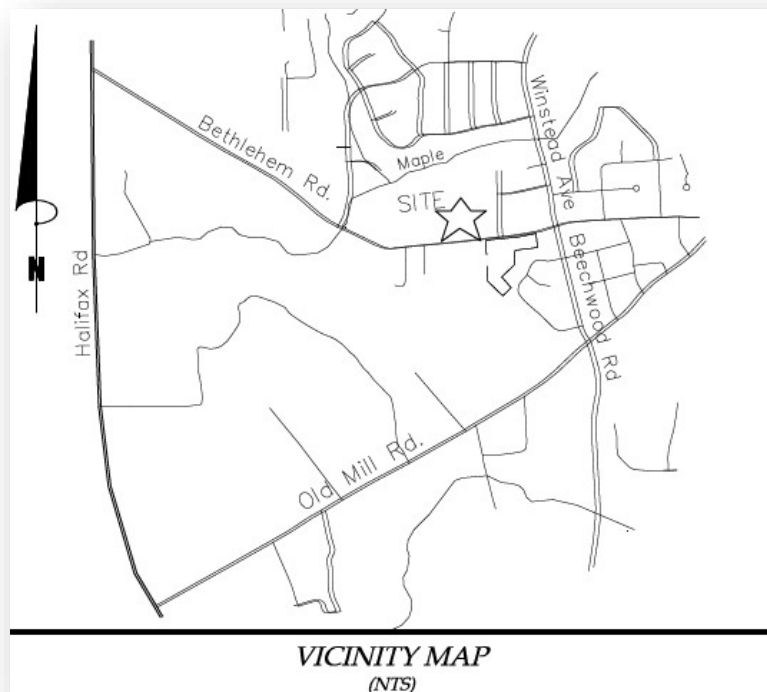 Winstead Ave
Bethlehem Rd.
Maple
SITE
N
Halifax Rd
Beechwood Rd
Old Mill Rd.
VICINITY MAP
(NTS)